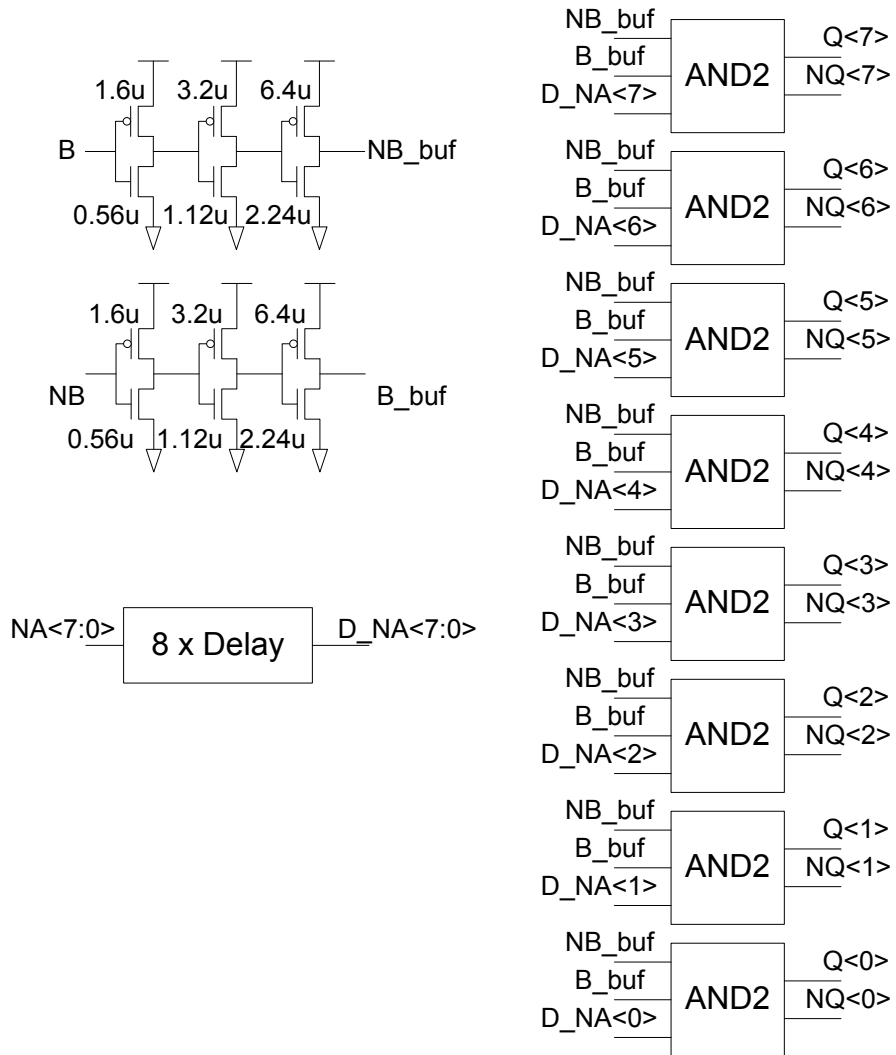 1.6u 3.2u 6.4u
B NB_buf
0.56u 1.12u 2.24u
1.6u 3.2u 6.4u
NB B_buf
0.56u 1.12u 2.24u
NA<7:0> 8 x Delay D_NA<7:0>
NB_buf
B_buf
D_NA<7>
AND2
Q<7>
NQ<7>
NB_buf
B_buf
D_NA<6>
AND2
Q<6>
NQ<6>
NB_buf
B_buf
D_NA<5>
AND2
Q<5>
NQ<5>
NB_buf
B_buf
D_NA<4>
AND2
Q<4>
NQ<4>
NB_buf
B_buf
D_NA<3>
AND2
Q<3>
NQ<3>
NB_buf
B_buf
D_NA<2>
AND2
Q<2>
NQ<2>
NB_buf
B_buf
D_NA<1>
AND2
Q<1>
NQ<1>
NB_buf
B_buf
D_NA<0>
AND2
Q<0>
NQ<0>